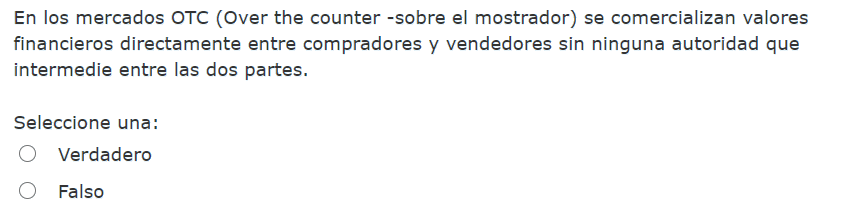 En los mercados OTC (Over the counter -sobre el mostrador) se comercializan valores
financieros directamente entre compradores y vendedores sin ninguna autoridad que
intermedie entre las dos partes.
Seleccione una:
Verdadero
Falso